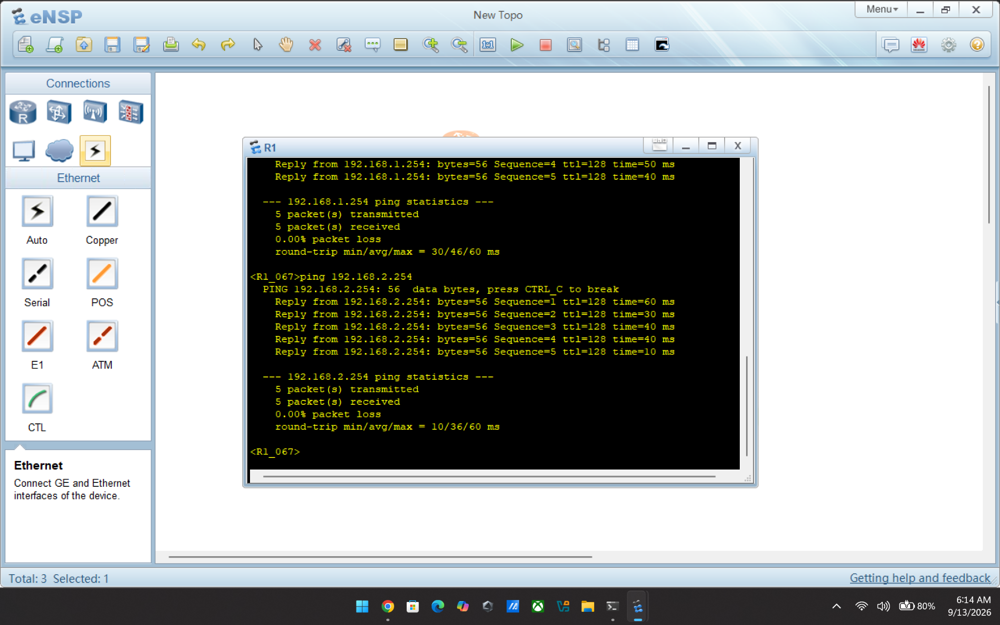 eNSP
New Topo
Menu
1:1
Connections
R
Ethernet
Auto
Copper
Serial
POS
E1
ATM
CTL
Ethernet
Connect GE and Ethernet
interfaces of the device.
R1
Reply from 192.168.1.254: bytes=56 Sequence=4 ttl=128 time=50 ms
Reply from 192.168.1.254: bytes=56 Sequence=5 ttl=128 time=40 ms
--- 192.168.1.254 ping statistics ---
5 packet(s) transmitted
5 packet(s) received
0.00% packet loss
round-trip min/avg/max = 30/46/60 ms
<R1_067>ping 192.168.2.254
PING 192.168.2.254: 56  data bytes, press CTRL_C to break
Reply from 192.168.2.254: bytes=56 Sequence=1 ttl=128 time=60 ms
Reply from 192.168.2.254: bytes=56 Sequence=2 ttl=128 time=30 ms
Reply from 192.168.2.254: bytes=56 Sequence=3 ttl=128 time=40 ms
Reply from 192.168.2.254: bytes=56 Sequence=4 ttl=128 time=40 ms
Reply from 192.168.2.254: bytes=56 Sequence=5 ttl=128 time=10 ms
--- 192.168.2.254 ping statistics ---
5 packet(s) transmitted
5 packet(s) received
0.00% packet loss
round-trip min/avg/max = 10/36/60 ms
<R1_067>
Total: 3 Selected: 1
Getting help and feedback
80%
6:14 AM
9/13/2026